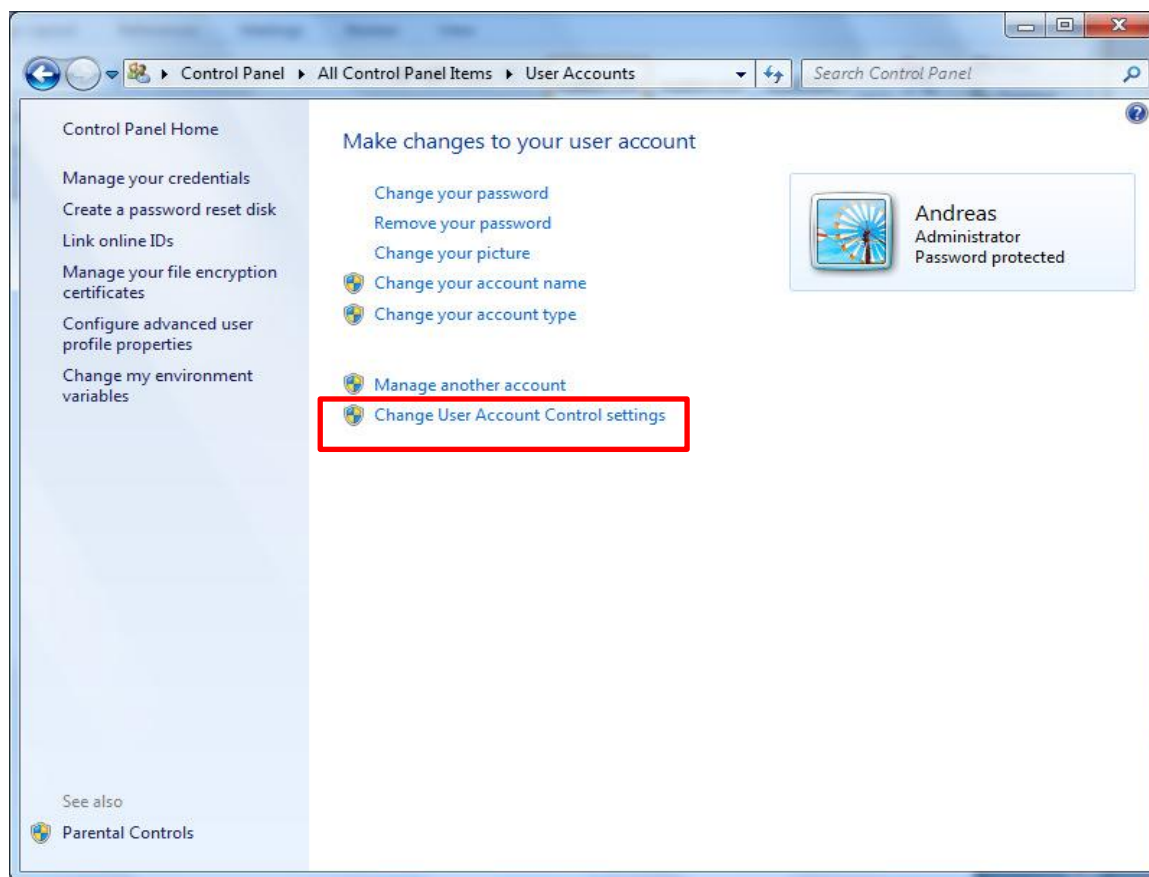 Control Panel ▸ All Control Panel Items ▸ User Accounts
Search Control Panel
Control Panel Home
Manage your credentials
Create a password reset disk
Link online IDs
Manage your file encryption
certificates
Configure advanced user
profile properties
Change my environment
variables
See also
Parental Controls
Make changes to your user account
Change your password
Remove your password
Change your picture
Change your account name
Change your account type
Manage another account
Change User Account Control settings
Andreas
Administrator
Password protected